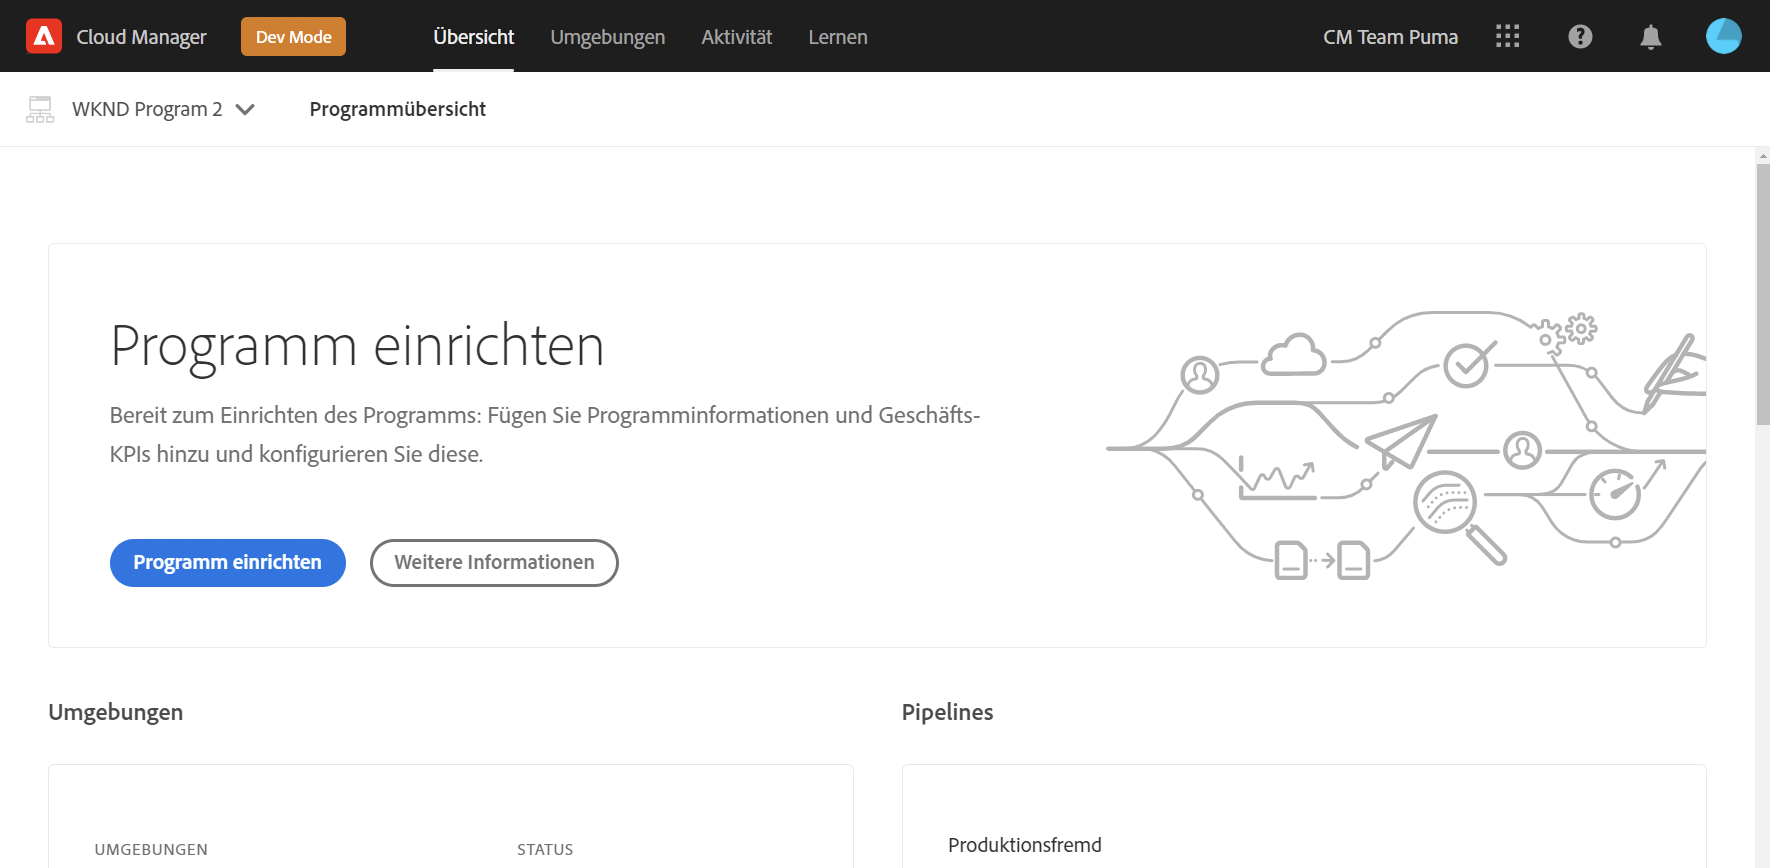 Cloud Manager
Dev Mode
Übersicht
Umgebungen
Aktivität
Lernen
CM Team Puma
WKND Program 2
Programmübersicht
Programm einrichten
Bereit zum Einrichten des Programms: Fügen Sie Programminformationen und Geschäfts-
KPIs hinzu und konfigurieren Sie diese.
Programm einrichten
Weitere Informationen
Umgebungen
Pipelines
UMGEBUNGEN
STATUS
Produktionsfremd